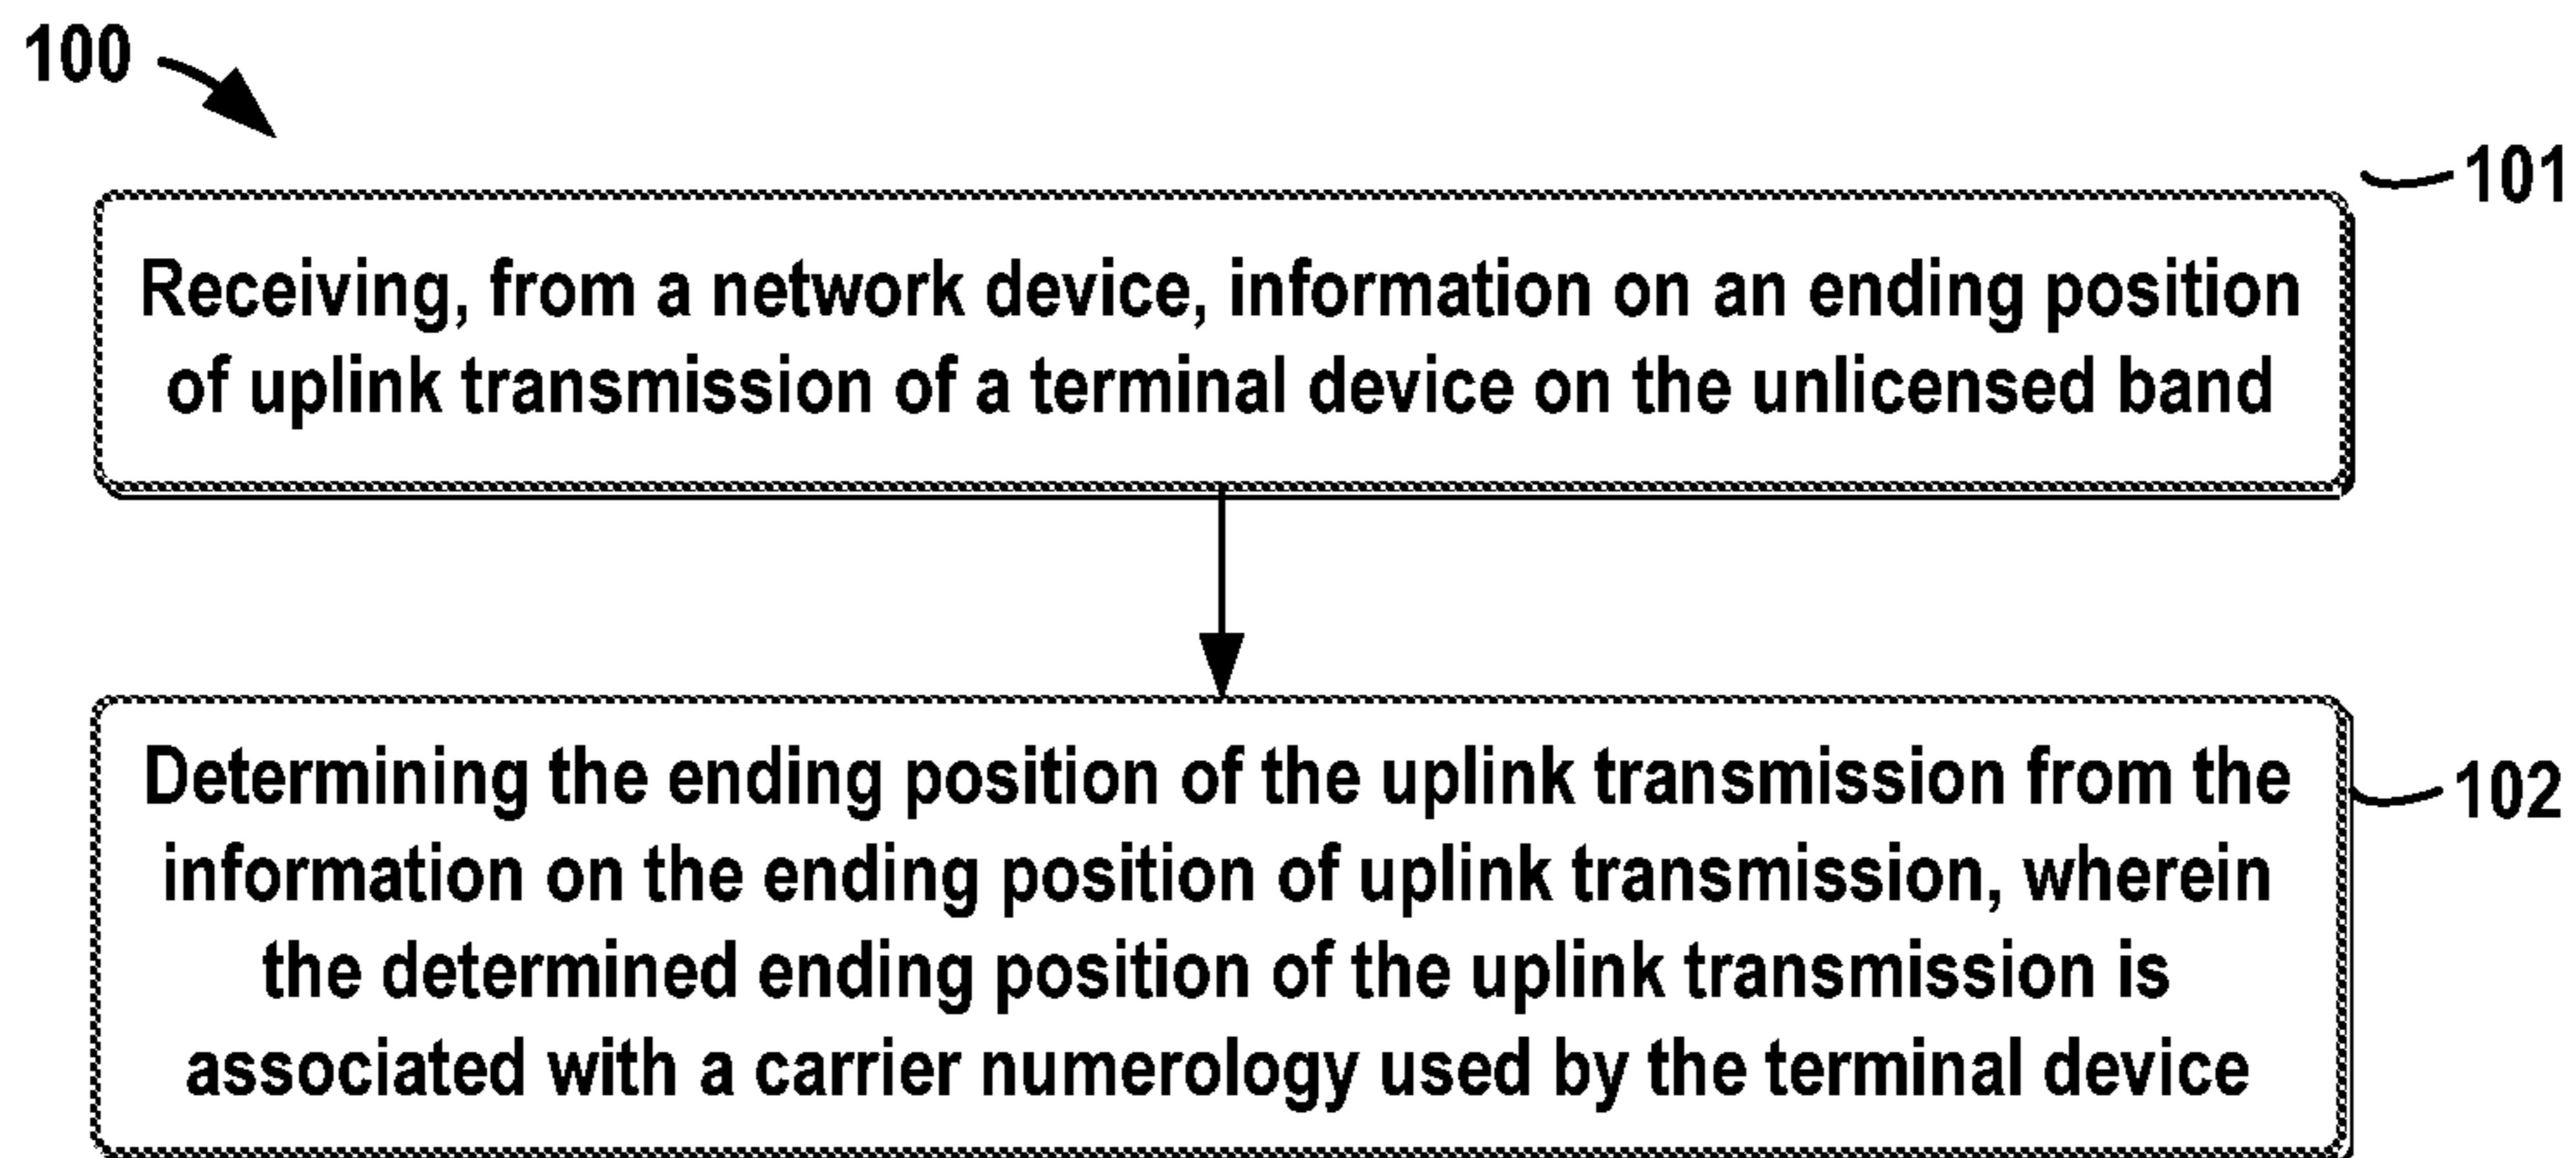 100
101
Receiving, from a network device, information on an ending position
of uplink transmission of a terminal device on the unlicensed band
Determining the ending position of the uplink transmission from the
102
information on the ending position of uplink transmission, wherein
the determined ending position of the uplink transmission is
associated with a carrier numerology used by the terminal device